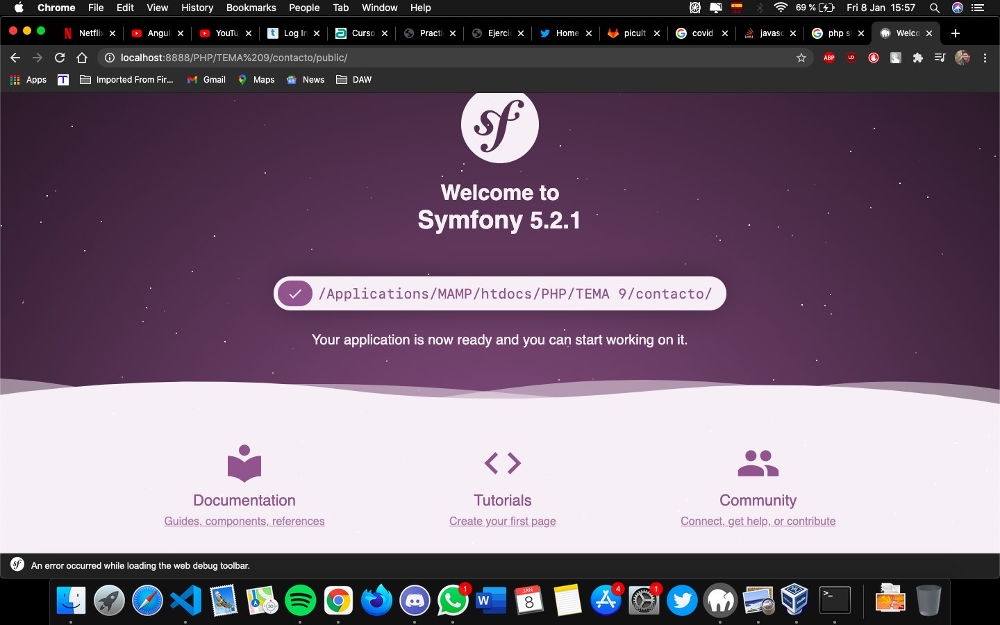 Chrome File Edit View History Bookmarks People Tab Window Help 69 % Fri 8 Jan 15:57
Netflix Angula YouTu Log In Curso Practi Ejercic Home picult covid javasc php st Welco
localhost:8888/PHP/TEMA%209/contacto/public/
Apps T Imported From Fir... Gmail Maps News DAW
sf
Welcome to
Symfony 5.2.1
/Applications/MAMP/htdocs/PHP/TEMA 9/contacto/
Your application is now ready and you can start working on it.
Documentation Tutorials Community
Guides, components, references Create your first page Connect, get help, or contribute
An error occurred while loading the web debug toolbar.
1 W JAN 8 4 1 >_